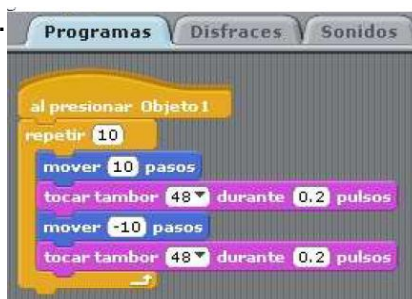 Programas Disfraces Sonidos
al presionar Objeto1
repetir 10
mover 10 pasos
tocar tambor 48 durante 0.2 pulsos
mover -10 pasos
tocar tambor 48 durante 0.2 pulsos